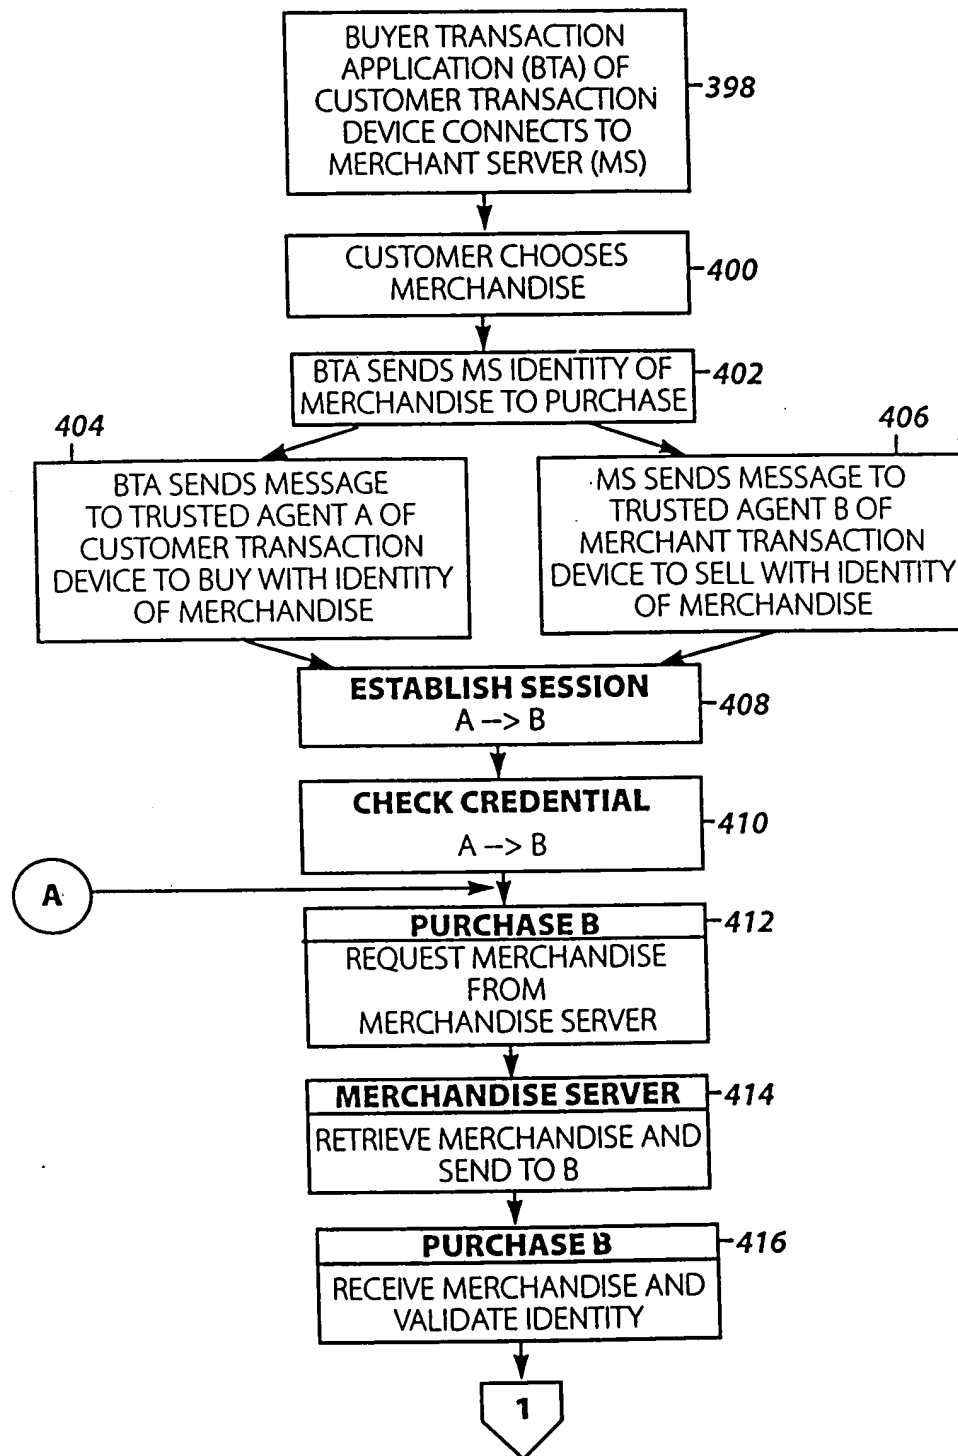 BUYER TRANSACTION
APPLICATION (BTA) OF
CUSTOMER TRANSACTION
DEVICE CONNECTS TO
MERCHANT SERVER (MS)
398
CUSTOMER CHOOSES
MERCHANDISE
400
BTA SENDS MS IDENTITY OF
MERCHANDISE TO PURCHASE
402
404
BTA SENDS MESSAGE
TO TRUSTED AGENT A OF
CUSTOMER TRANSACTION
DEVICE TO BUY WITH IDENTITY
OF MERCHANDISE
406
MS SENDS MESSAGE TO
TRUSTED AGENT B OF
MERCHANT TRANSACTION
DEVICE TO SELL WITH IDENTITY
OF MERCHANDISE
ESTABLISH SESSION
A --> B
408
CHECK CREDENTIAL
A --> B
410
A
PURCHASE B
412
REQUEST MERCHANDISE
FROM
MERCHANDISE SERVER
MERCHANDISE SERVER
414
RETRIEVE MERCHANDISE AND
SEND TO B
PURCHASE B
416
RECEIVE MERCHANDISE AND
VALIDATE IDENTITY
1